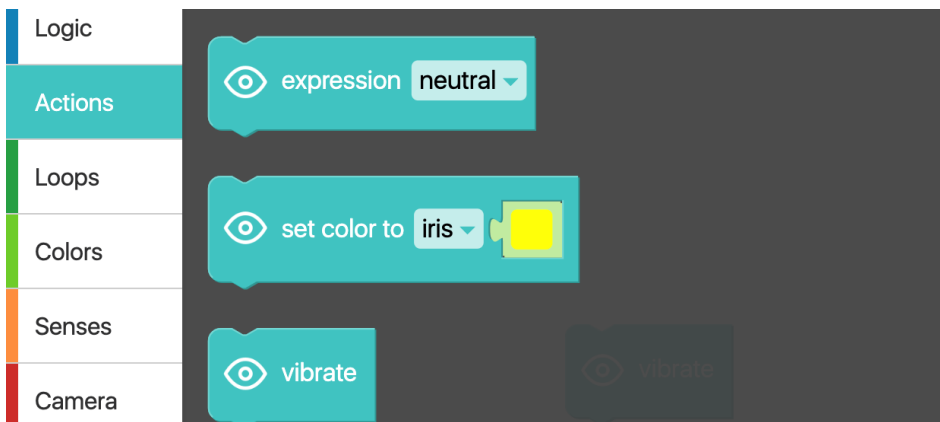 Logic
Actions
Loops
Colors
Senses
Camera
expression neutral
set color to iris
vibrate
vibrate